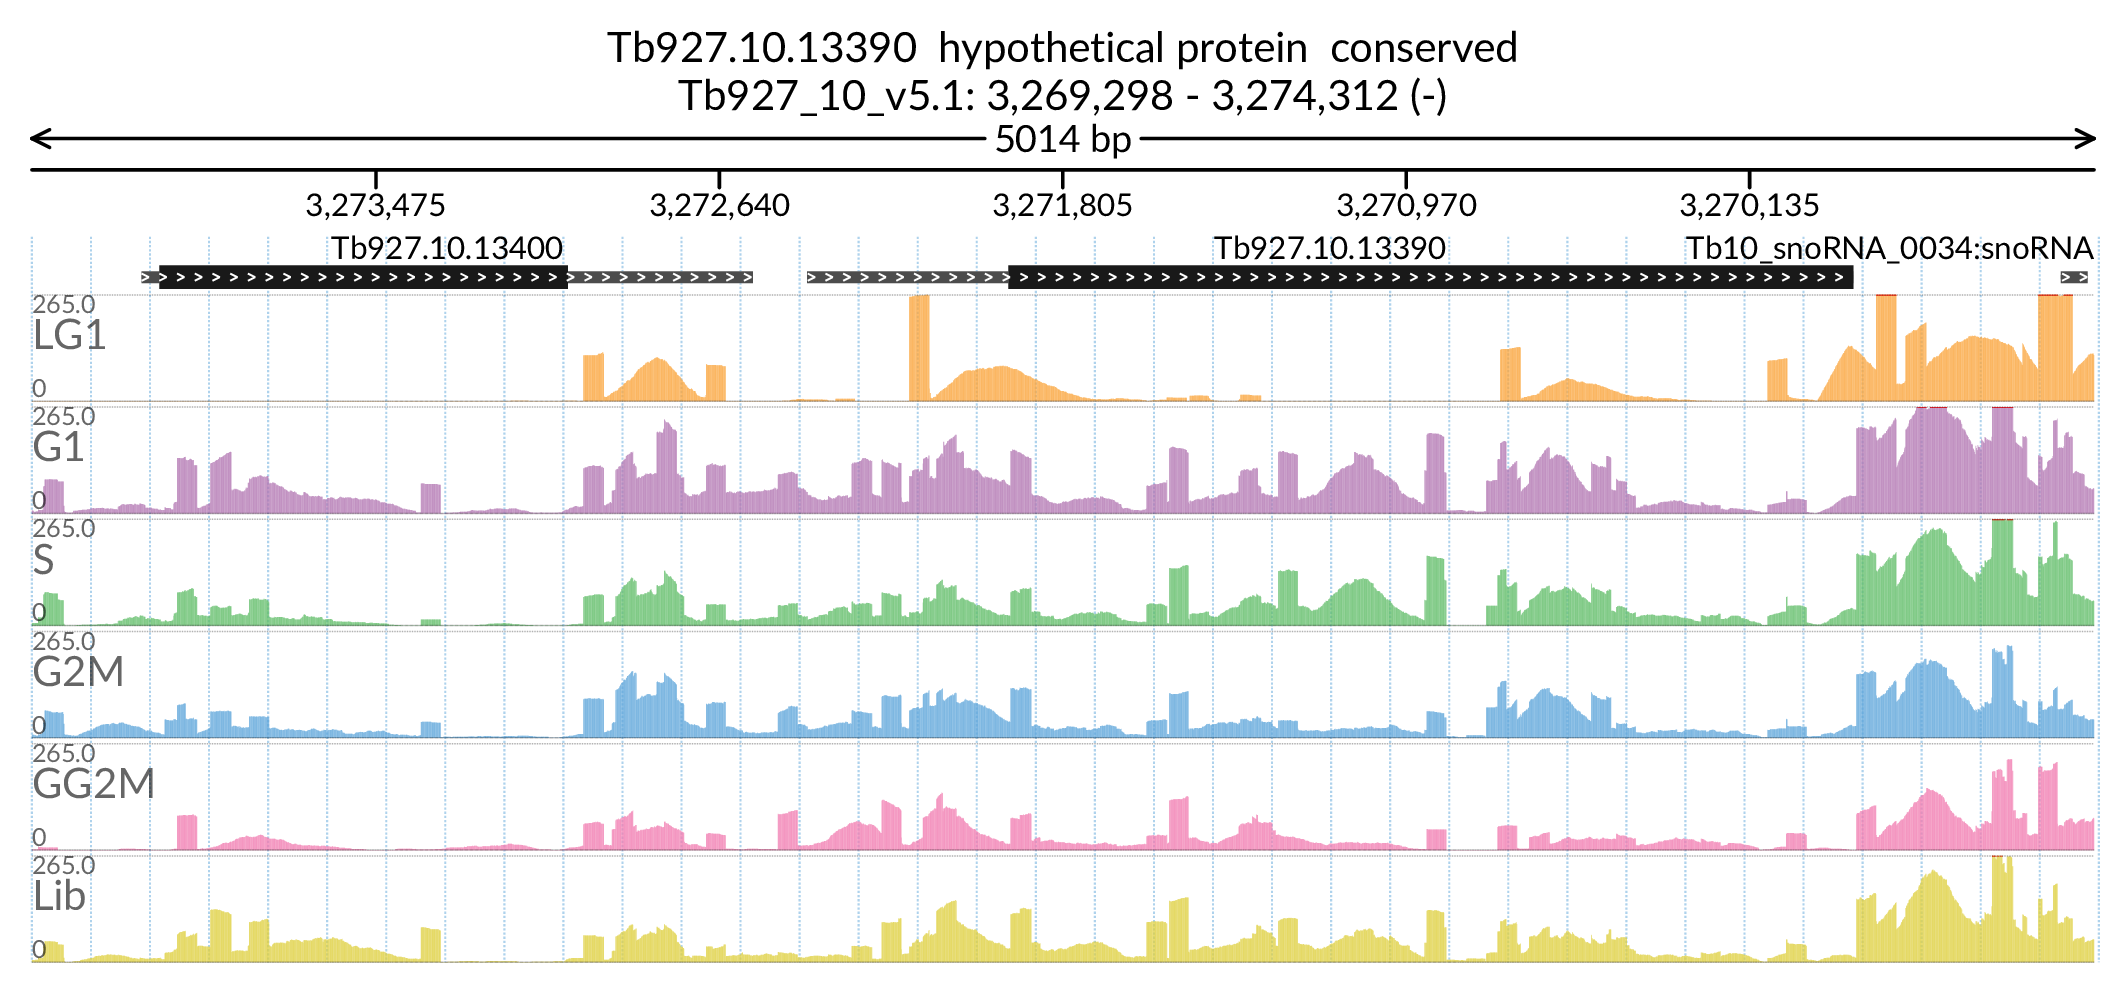 Tb927.10.13390  hypothetical protein  conserved
Tb927_10_v5.1: 3,269,298 - 3,274,312 (-)
5014 bp
3,273,475 3,272,640 3,271,805 3,270,970 3,270,135
Tb927.10.13400 Tb927.10.13390 Tb10_snoRNA_0034:snoRNA
265.0
LG1
0
265.0
G1
0
265.0
S
0
265.0
G2M
0
265.0
GG2M
0
265.0
Lib
0